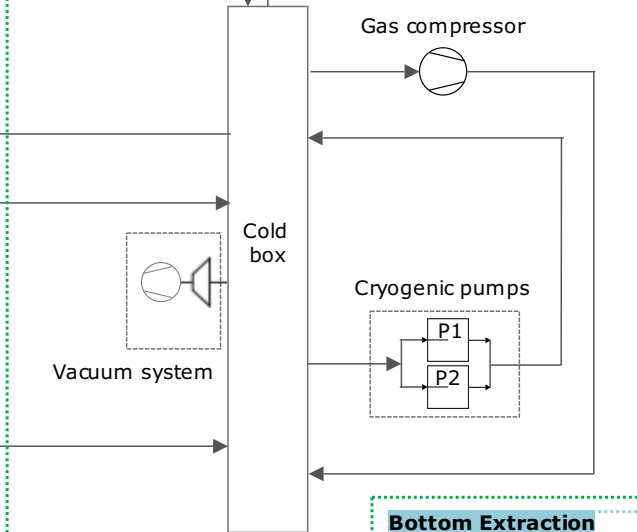 Gas compressor
Cold
box
Cryogenic pumps
P1
P2
Vacuum system
Bottom Extraction